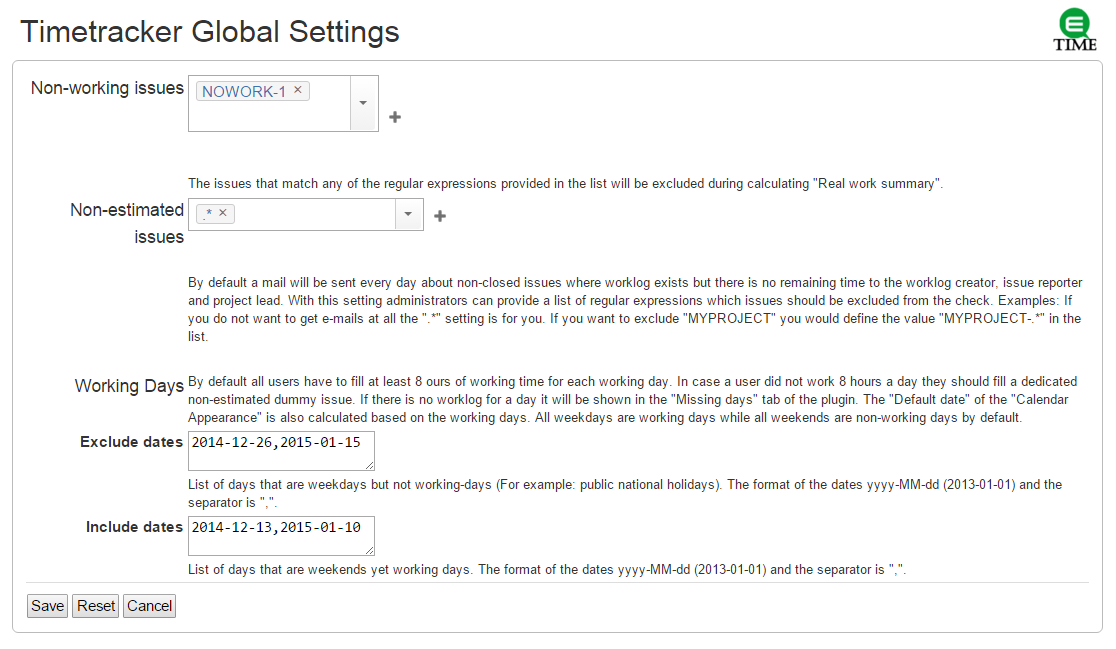 Timetracker Global Settings
TIME
Non-working issues
NOWORK-1 ×
The issues that match any of the regular expressions provided in the list will be excluded during calculating "Real work summary".
Non-estimated
issues
.* ×
By default a mail will be sent every day about non-closed issues where worklog exists but there is no remaining time to the worklog creator, issue reporter
and project lead. With this setting administrators can provide a list of regular expressions which issues should be excluded from the check. Examples: If
you do not want to get e-mails at all the ".*" setting is for you. If you want to exclude "MYPROJECT" you would define the value "MYPROJECT-.*" in the
list.
Working Days
By default all users have to fill at least 8 ours of working time for each working day. In case a user did not work 8 hours a day they should fill a dedicated
non-estimated dummy issue. If there is no worklog for a day it will be shown in the "Missing days" tab of the plugin. The "Default date" of the "Calendar
Appearance" is also calculated based on the working days. All weekdays are working days while all weekends are non-working days by default.
Exclude dates
2014-12-26,2015-01-15
List of days that are weekdays but not working-days (For example: public national holidays). The format of the dates yyyy-MM-dd (2013-01-01) and the
separator is ",".
Include dates
2014-12-13,2015-01-10
List of days that are weekends yet working days. The format of the dates yyyy-MM-dd (2013-01-01) and the separator is ",".
Save Reset Cancel